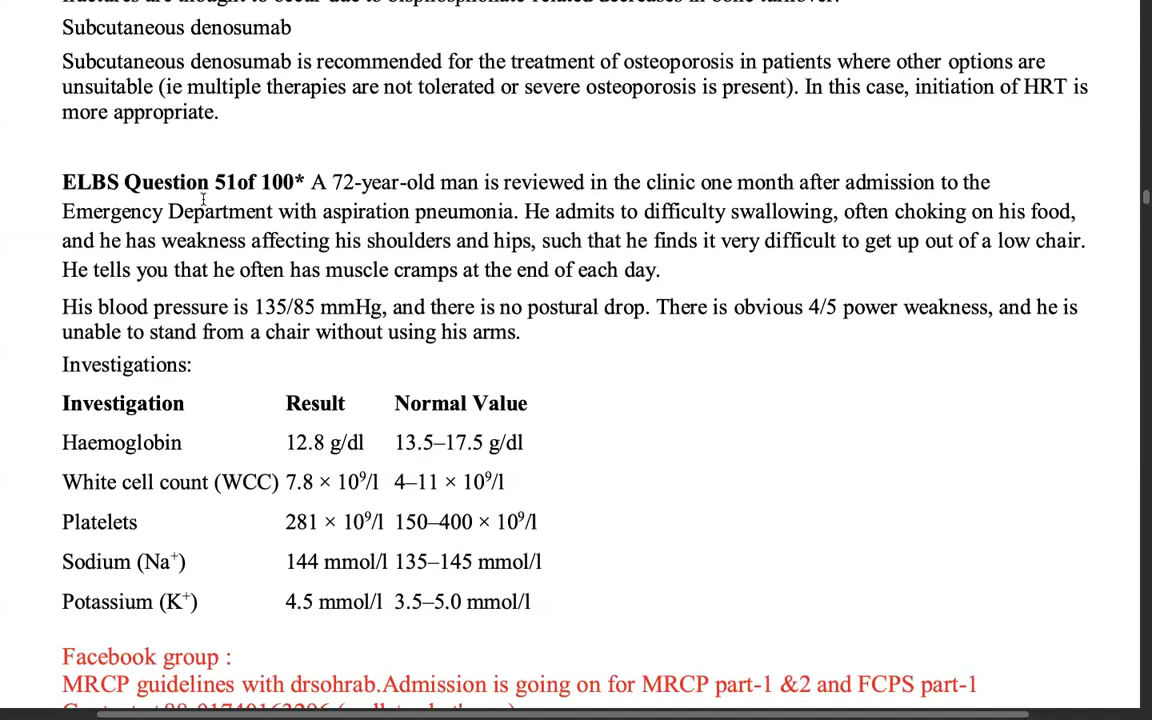 Subcutaneous denosumab
Subcutaneous denosumab is recommended for the treatment of osteoporosis in patients where other options are
unsuitable (ie multiple therapies are not tolerated or severe osteoporosis is present). In this case, initiation of HRT is
more appropriate.
ELBS Question 51of 100* A 72-year-old man is reviewed in the clinic one month after admission to the
Emergency Department with aspiration pneumonia. He admits to difficulty swallowing, often choking on his food,
and he has weakness affecting his shoulders and hips, such that he finds it very difficult to get up out of a low chair.
He tells you that he often has muscle cramps at the end of each day.
His blood pressure is 135/85 mmHg, and there is no postural drop. There is obvious 4/5 power weakness, and he is
unable to stand from a chair without using his arms.
Investigations:
Investigation Result Normal Value
Haemoglobin 12.8 g/dl 13.5–17.5 g/dl
White cell count (WCC) 7.8 × 10⁹/l 4–11 × 10⁹/l
Platelets 281 × 10⁹/l 150–400 × 10⁹/l
Sodium (Na⁺) 144 mmol/l 135–145 mmol/l
Potassium (K⁺) 4.5 mmol/l 3.5–5.0 mmol/l
Facebook group :
MRCP guidelines with drsohrab.Admission is going on for MRCP part-1 &2 and FCPS part-1